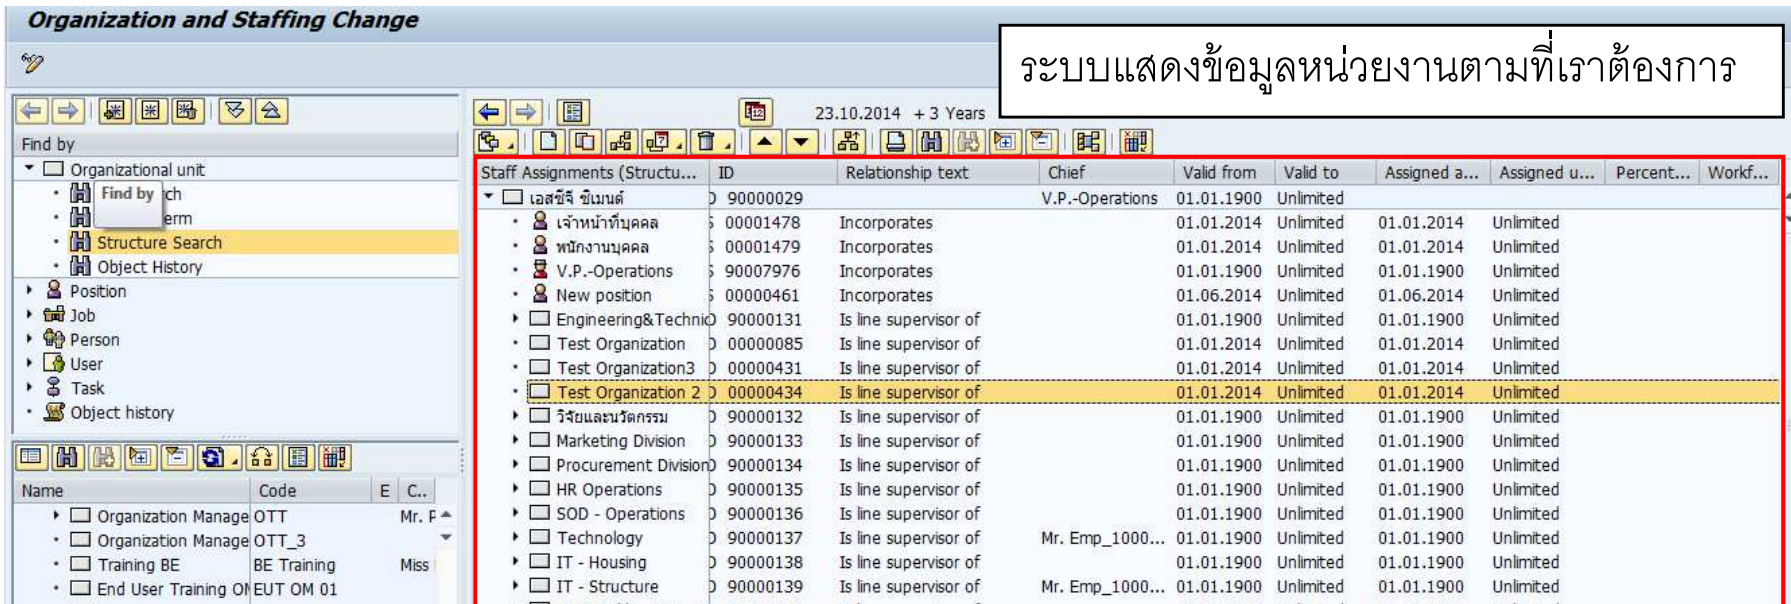 Organization and Staffing Change
ระบบแสดงข้อมูลหน่วยงานตามที่เราต้องการ
23.10.2014 + 3 Years
Find by
Organizational unit
Find by
Structure Search
Object History
Position
Job
Person
User
Task
Object history
Name Code E C..
Organization Manage OTT Mr. P
Organization Manage OTT_3
Training BE BE Training Miss
End User Training OM EUT OM 01
Staff Assignments (Structu... ID Relationship text Chief Valid from Valid to Assigned a... Assigned u... Percent... Workf...
เอสซีจี ซิเมนต์ 90000029 V.P.-Operations 01.01.1900 Unlimited
เจ้าหน้าที่บุคคล S 00001478 Incorporates 01.01.2014 Unlimited 01.01.2014 Unlimited
พนักงานบุคคล S 00001479 Incorporates 01.01.2014 Unlimited 01.01.2014 Unlimited
V.P.-Operations S 90007976 Incorporates 01.01.1900 Unlimited 01.01.1900 Unlimited
New position S 00000461 Incorporates 01.06.2014 Unlimited 01.06.2014 Unlimited
Engineering&Technic 90000131 Is line supervisor of 01.01.1900 Unlimited 01.01.1900 Unlimited
Test Organization 00000085 Is line supervisor of 01.01.2014 Unlimited 01.01.2014 Unlimited
Test Organization3 00000431 Is line supervisor of 01.01.2014 Unlimited 01.01.2014 Unlimited
Test Organization 2 00000434 Is line supervisor of 01.01.2014 Unlimited 01.01.2014 Unlimited
วิจัยและนวัตกรรม 90000132 Is line supervisor of 01.01.1900 Unlimited 01.01.1900 Unlimited
Marketing Division 90000133 Is line supervisor of 01.01.1900 Unlimited 01.01.1900 Unlimited
Procurement Division 90000134 Is line supervisor of 01.01.1900 Unlimited 01.01.1900 Unlimited
HR Operations 90000135 Is line supervisor of 01.01.1900 Unlimited 01.01.1900 Unlimited
SOD - Operations 90000136 Is line supervisor of 01.01.1900 Unlimited 01.01.1900 Unlimited
Technology 90000137 Is line supervisor of Mr. Emp_1000... 01.01.1900 Unlimited 01.01.1900 Unlimited
IT - Housing 90000138 Is line supervisor of 01.01.1900 Unlimited 01.01.1900 Unlimited
IT - Structure 90000139 Is line supervisor of Mr. Emp_1000... 01.01.1900 Unlimited 01.01.1900 Unlimited